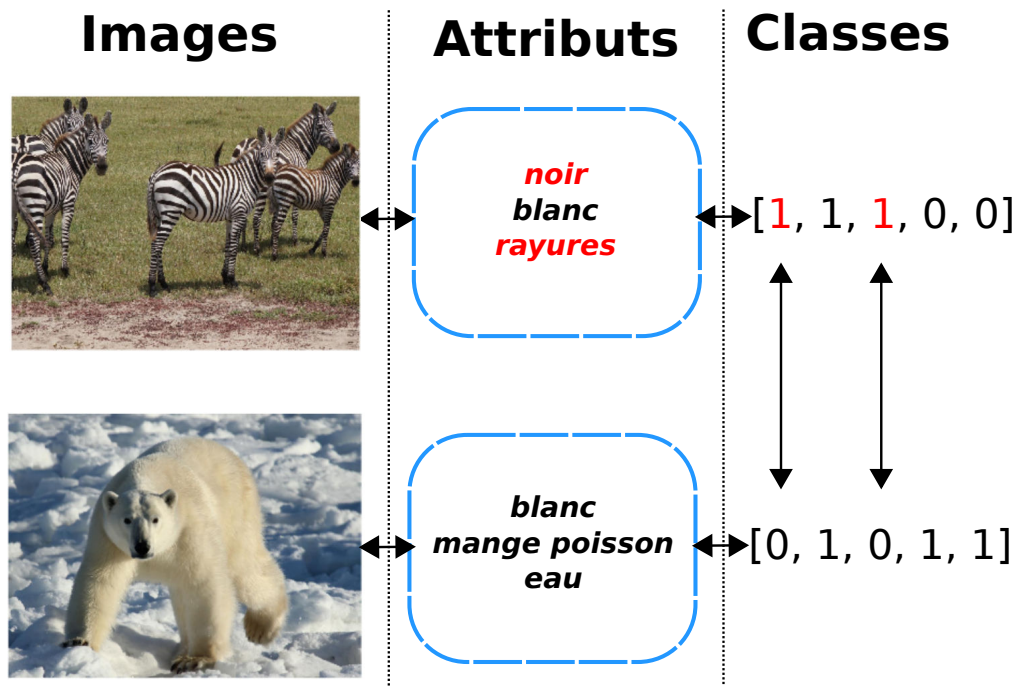 Images
Attributs
Classes
noir
blanc
rayures
[1, 1, 1, 0, 0]
blanc
mange poisson
eau
[0, 1, 0, 1, 1]